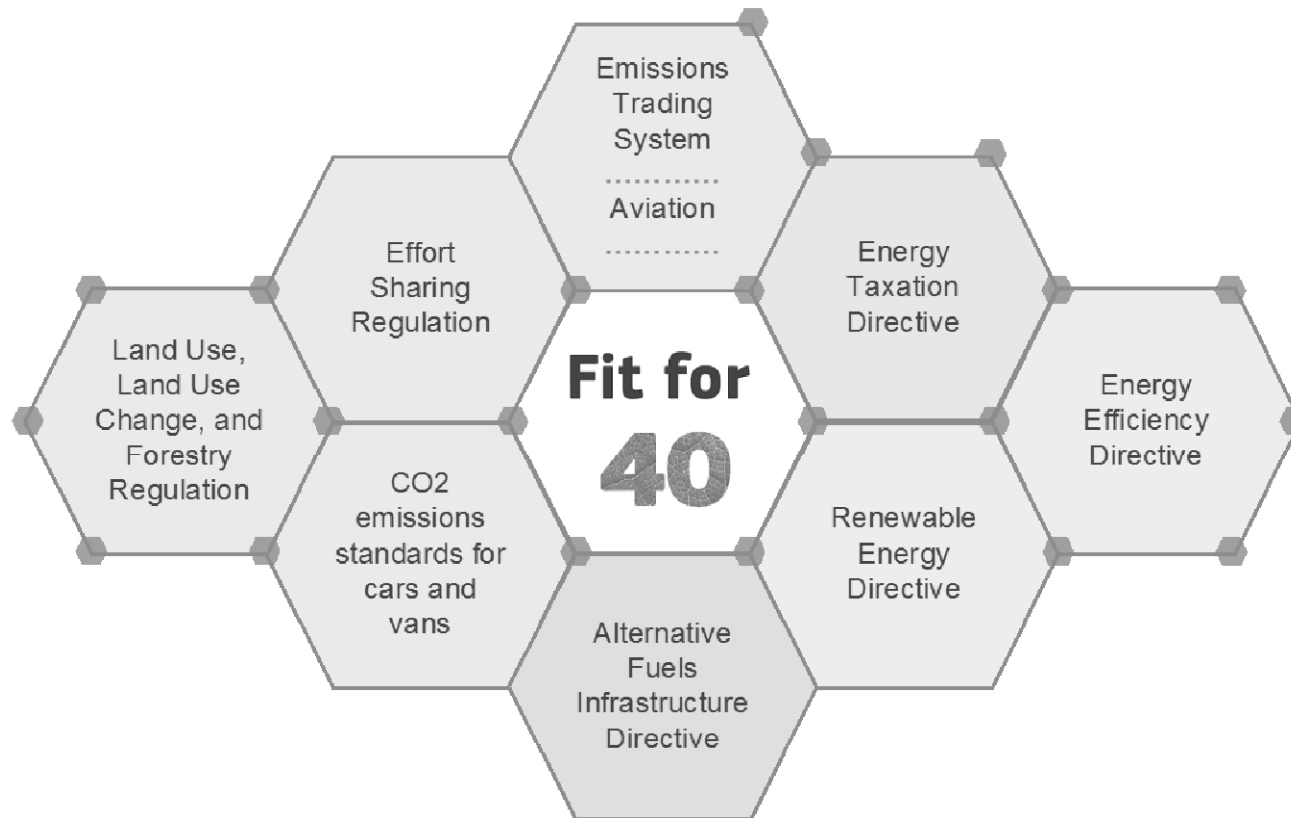 Emissions
Trading
System
Aviation
Effort
Sharing
Regulation
Energy
Taxation
Directive
Land Use,
Land Use
Change, and
Forestry
Regulation
Fit for
40
Energy
Efficiency
Directive
CO2
emissions
standards for
cars and
vans
Renewable
Energy
Directive
Alternative
Fuels
Infrastructure
Directive